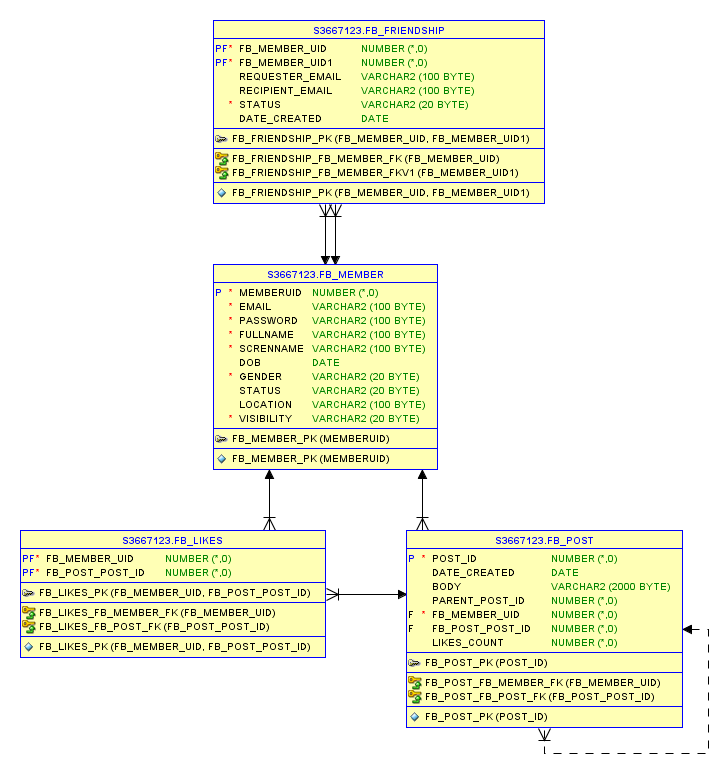 S3667123.FB_FRIENDSHIP
PF* FB_MEMBER_UID NUMBER (*,0)
PF* FB_MEMBER_UID1 NUMBER (*,0)
REQUESTER_EMAIL VARCHAR2 (100 BYTE)
RECIPIENT_EMAIL VARCHAR2 (100 BYTE)
* STATUS VARCHAR2 (20 BYTE)
DATE_CREATED DATE
FB_FRIENDSHIP_PK (FB_MEMBER_UID, FB_MEMBER_UID1)
FB_FRIENDSHIP_FB_MEMBER_FK (FB_MEMBER_UID)
FB_FRIENDSHIP_FB_MEMBER_FKV1 (FB_MEMBER_UID1)
FB_FRIENDSHIP_PK (FB_MEMBER_UID, FB_MEMBER_UID1)
S3667123.FB_MEMBER
P * MEMBERUID NUMBER (*,0)
* EMAIL VARCHAR2 (100 BYTE)
* PASSWORD VARCHAR2 (100 BYTE)
* FULLNAME VARCHAR2 (100 BYTE)
* SCRENNAME VARCHAR2 (100 BYTE)
DOB DATE
* GENDER VARCHAR2 (20 BYTE)
STATUS VARCHAR2 (20 BYTE)
LOCATION VARCHAR2 (100 BYTE)
* VISIBILITY VARCHAR2 (20 BYTE)
FB_MEMBER_PK (MEMBERUID)
FB_MEMBER_PK (MEMBERUID)
S3667123.FB_LIKES
PF* FB_MEMBER_UID NUMBER (*,0)
PF* FB_POST_POST_ID NUMBER (*,0)
FB_LIKES_PK (FB_MEMBER_UID, FB_POST_POST_ID)
FB_LIKES_FB_MEMBER_FK (FB_MEMBER_UID)
FB_LIKES_FB_POST_FK (FB_POST_POST_ID)
FB_LIKES_PK (FB_MEMBER_UID, FB_POST_POST_ID)
S3667123.FB_POST
P * POST_ID NUMBER (*,0)
DATE_CREATED DATE
BODY VARCHAR2 (2000 BYTE)
PARENT_POST_ID NUMBER (*,0)
F * FB_MEMBER_UID NUMBER (*,0)
F FB_POST_POST_ID NUMBER (*,0)
LIKES_COUNT NUMBER (*,0)
FB_POST_PK (POST_ID)
FB_POST_FB_MEMBER_FK (FB_MEMBER_UID)
FB_POST_FB_POST_FK (FB_POST_POST_ID)
FB_POST_PK (POST_ID)